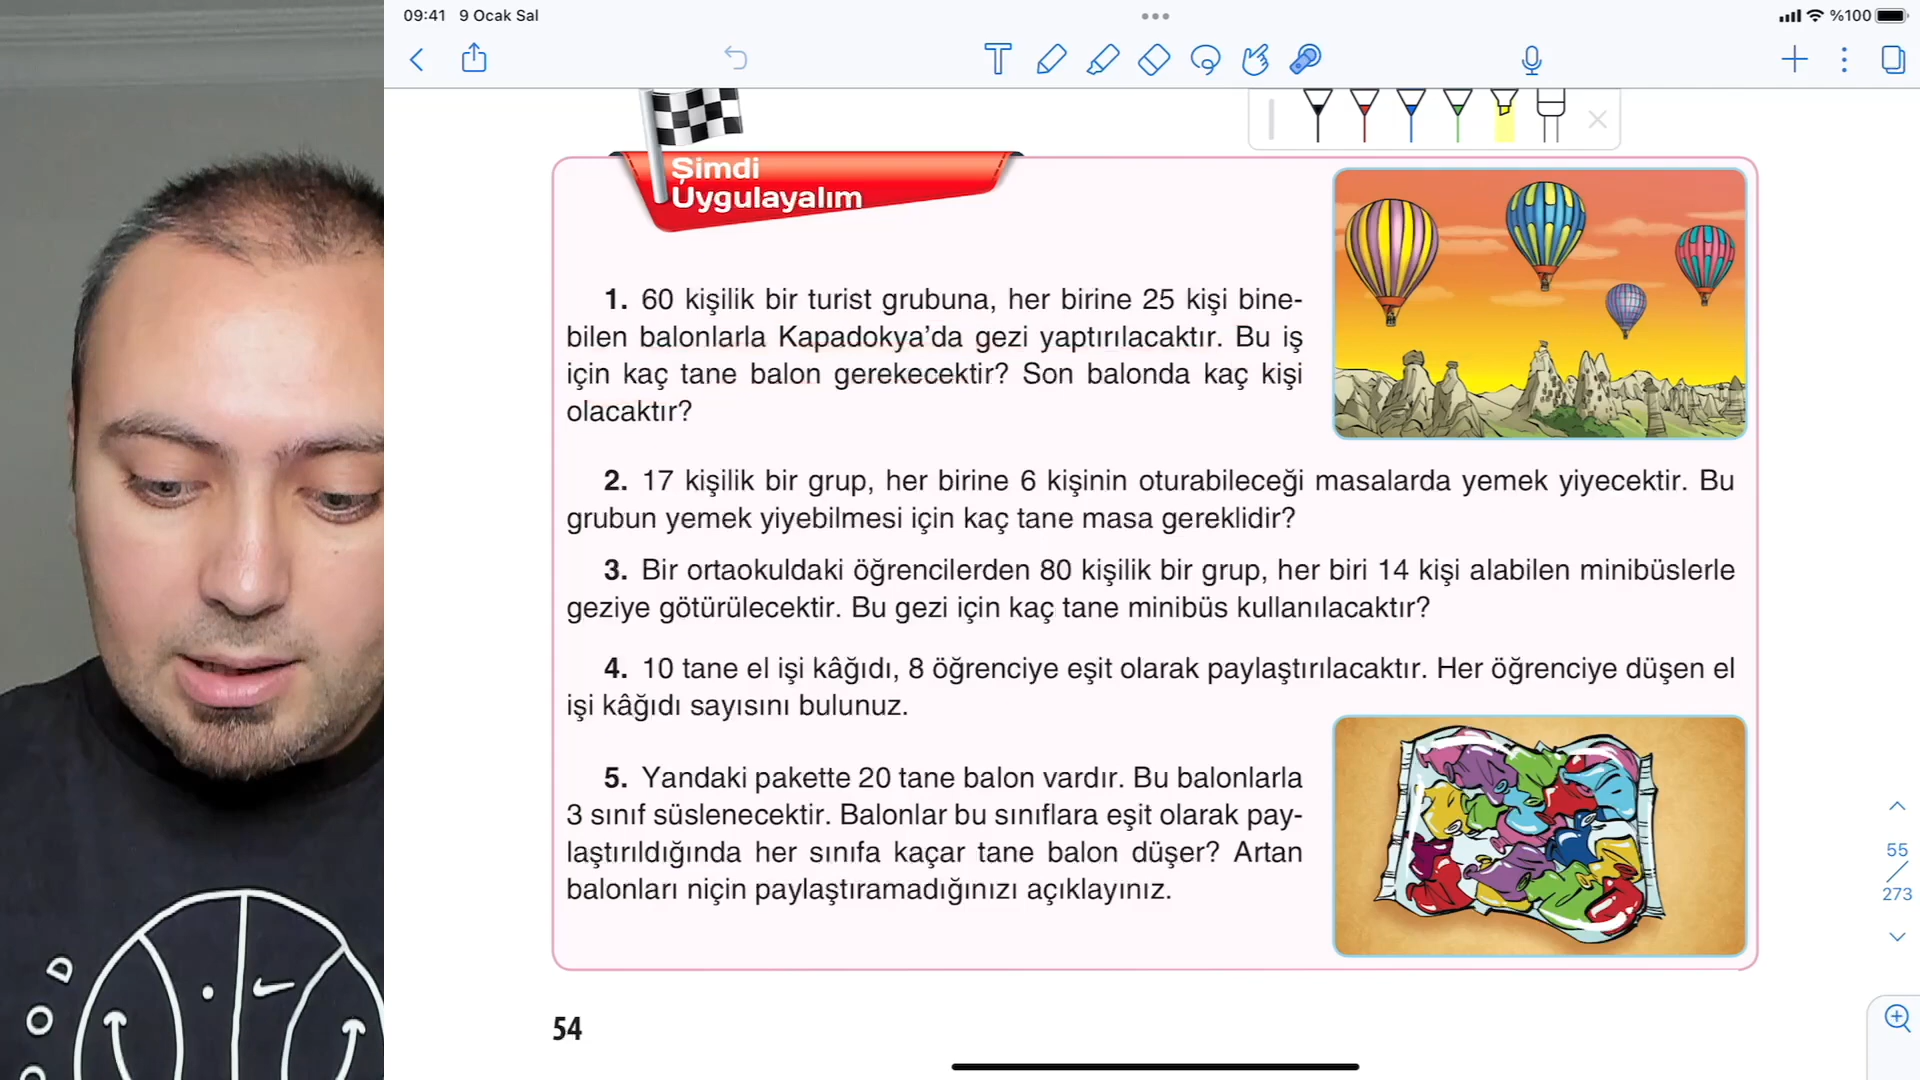 09:41 9 Ocak Sal
%100
Şimdi
Uygulayalım
1. 60 kişilik bir turist grubuna, her birine 25 kişi bine-
bilen balonlarla Kapadokya’da gezi yaptırılacaktır. Bu iş
için kaç tane balon gerekecektir? Son balonda kaç kişi
olacaktır?
2. 17 kişilik bir grup, her birine 6 kişinin oturabileceği masalarda yemek yiyecektir. Bu
grubun yemek yiyebilmesi için kaç tane masa gereklidir?
3. Bir ortaokuldaki öğrencilerden 80 kişilik bir grup, her biri 14 kişi alabilen minibüslerle
geziye götürülecektir. Bu gezi için kaç tane minibüs kullanılacaktır?
4. 10 tane el işi kâğıdı, 8 öğrenciye eşit olarak paylaştırılacaktır. Her öğrenciye düşen el
işi kâğıdı sayısını bulunuz.
5. Yandaki pakette 20 tane balon vardır. Bu balonlarla
3 sınıf süslenecektir. Balonlar bu sınıflara eşit olarak pay-
laştırıldığında her sınıfa kaçar tane balon düşer? Artan
balonları niçin paylaştıramadığınızı açıklayınız.
54
55
/
273